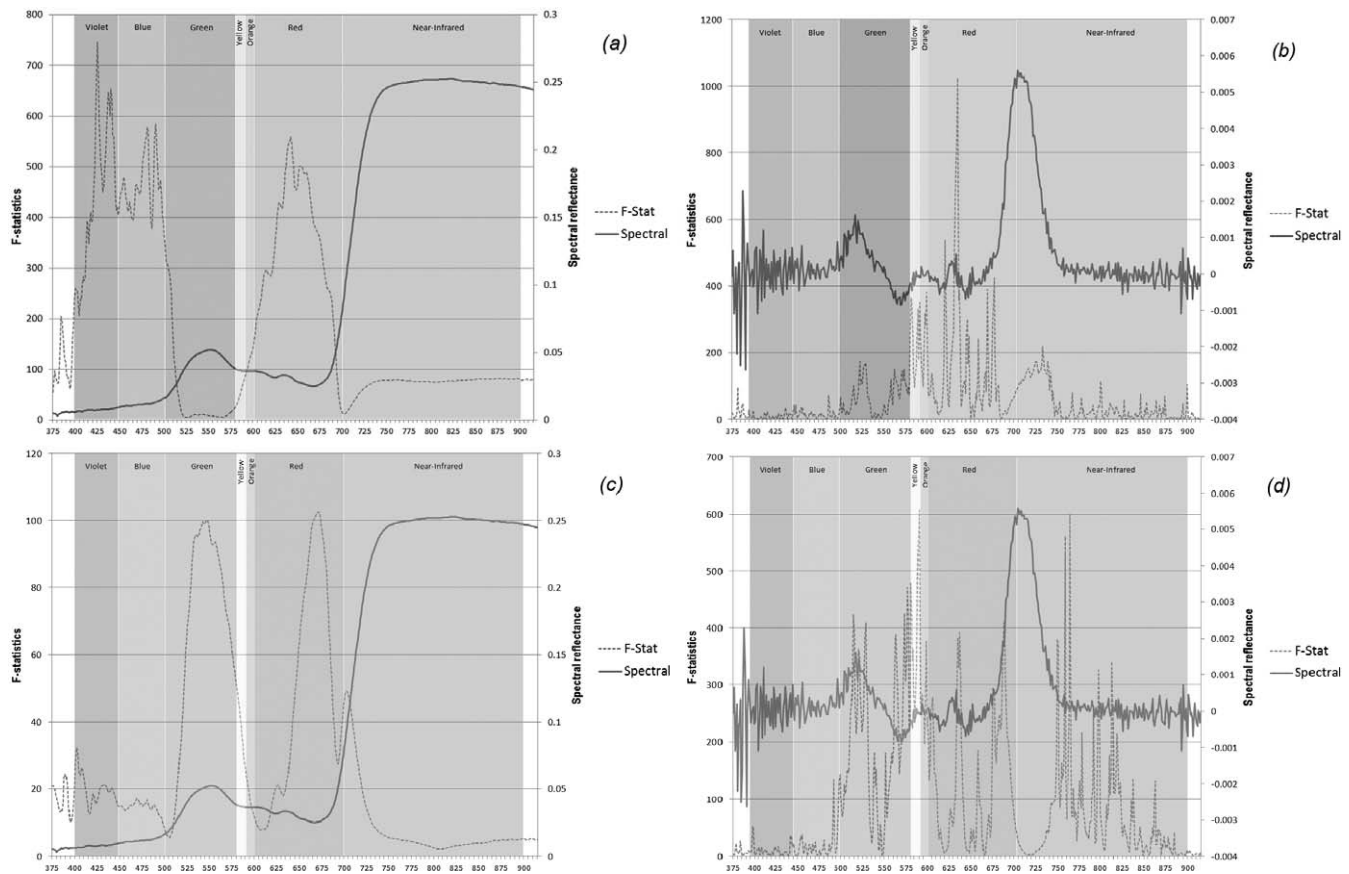 (a)
800
700
600
500
400
300
200
100
0
F-statistics
Violet Blue Green Yellow Orange Red Near-Infrared
0.3
0.25
0.2
0.15
0.1
0.05
0
Spectral reflectance
F-Stat
Spectral
375 400 425 450 475 500 525 550 575 600 625 650 675 700 725 750 775 800 825 850 875 900
(b)
1200
1000
800
600
400
200
0
F-statistics
Violet Blue Green Yellow Orange Red Near-Infrared
0.007
0.006
0.005
0.004
0.003
0.002
0.001
0
-0.001
-0.002
-0.003
-0.004
Spectral reflectance
F-Stat
Spectral
375 400 425 450 475 500 525 550 575 600 625 650 675 700 725 750 775 800 825 850 875 900
(c)
120
100
80
60
40
20
0
F-statistics
Violet Blue Green Yellow Orange Red Near-Infrared
0.3
0.25
0.2
0.15
0.1
0.05
0
Spectral reflectance
F-Stat
Spectral
375 400 425 450 475 500 525 550 575 600 625 650 675 700 725 750 775 800 825 850 875 900
(d)
700
600
500
400
300
200
100
0
F-statistics
Violet Blue Green Yellow Orange Red Near-Infrared
0.007
0.006
0.005
0.004
0.003
0.002
0.001
0
-0.001
-0.002
-0.003
-0.004
Spectral reflectance
F-Stat
Spectral
375 400 425 450 475 500 525 550 575 600 625 650 675 700 725 750 775 800 825 850 875 900